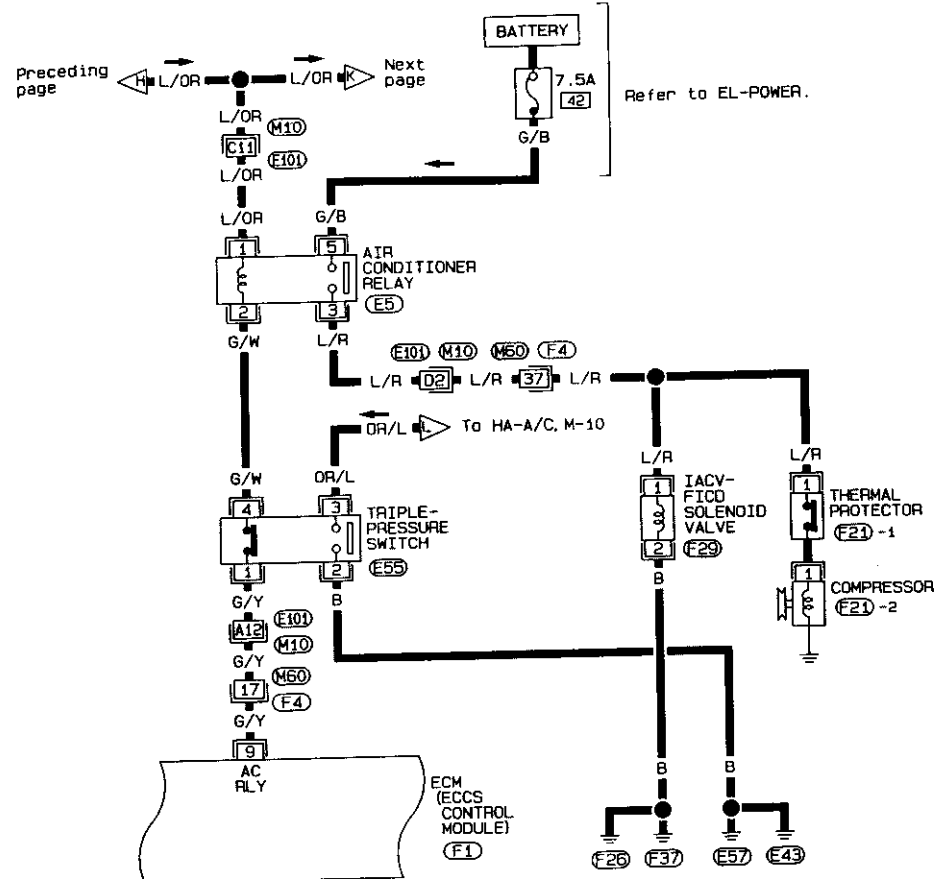 BATTERY
Preceding
page
H
L/OR
L/OR
K
Next
page
7.5A
42
Refer to EL-POWER.
G/B
L/OR
M10
C11
E101
L/OR
L/OR
G/B
1
5
AIR
CONDITIONER
RELAY
E5
2
3
G/W
L/R
E101
M10
M60
F4
L/R
D2
L/R
37
L/R
OR/L
L
To HA-A/C, M-10
L/R
L/R
G/W
OR/L
4
3
TRIPLE-
PRESSURE
SWITCH
E55
1
2
1
IACV-
FICD
SOLENOID
VALVE
F29
2
B
1
THERMAL
PROTECTOR
F21 -1
1
COMPRESSOR
F21 -2
G/Y
B
A12
E101
M10
G/Y
M60
17
F4
G/Y
9
AC
RLY
ECM
(ECCS
CONTROL
MODULE)
F1
B
B
F26
F37
E57
E43